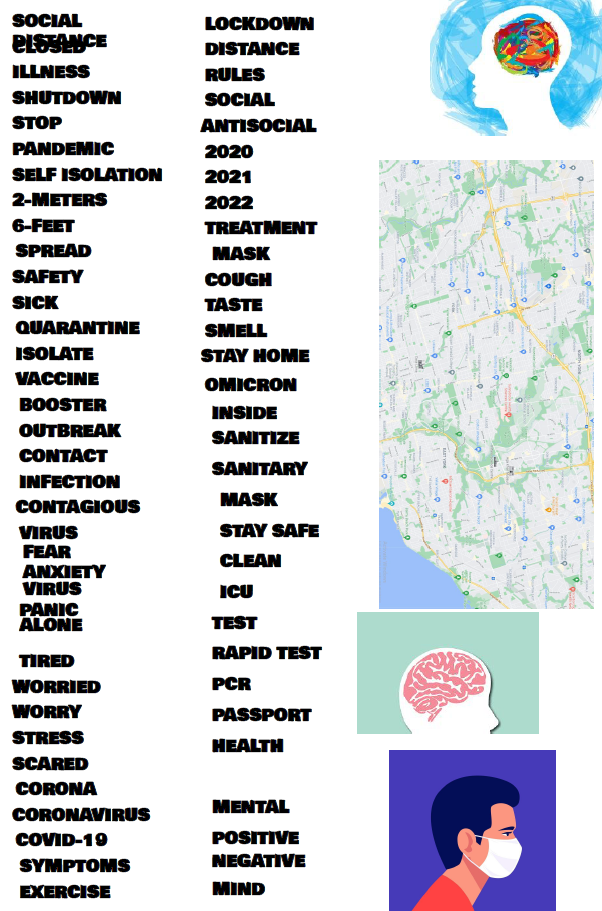 SOCIAL
DISTANCE
CLOSED
ILLNESS
SHUTDOWN
STOP
PANDEMIC
SELF ISOLATION
2-METERS
6-FEET
SPREAD
SAFETY
SICK
QUARANTINE
ISOLATE
VACCINE
BOOSTER
OUTBREAK
CONTACT
INFECTION
CONTAGIOUS
VIRUS
FEAR
ANXIETY
VIRUS
PANIC
ALONE
TIRED
WORRIED
WORRY
STRESS
SCARED
CORONA
CORONAVIRUS
COVID-19
SYMPTOMS
EXERCISE
LOCKDOWN
DISTANCE
RULES
SOCIAL
ANTISOCIAL
2020
2021
2022
TREATMENT
MASK
COUGH
TASTE
SMELL
STAY HOME
OMICRON
INSIDE
SANITIZE
SANITARY
MASK
STAY SAFE
CLEAN
ICU
TEST
RAPID TEST
PCR
PASSPORT
HEALTH
MENTAL
POSITIVE
NEGATIVE
MIND